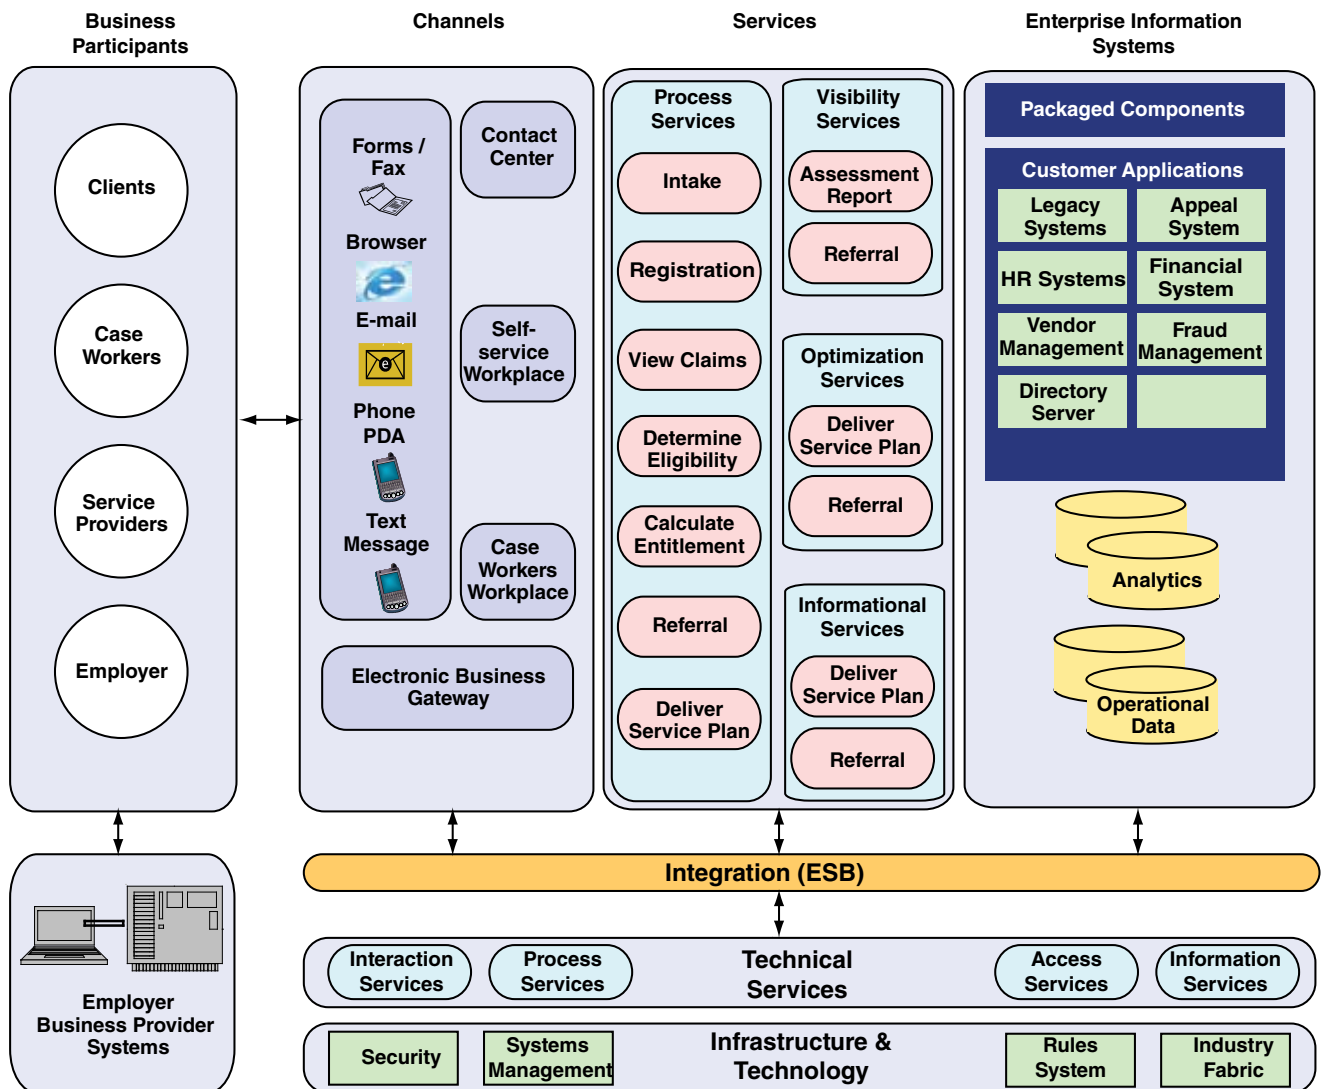 Business
Participants
Channels
Services
Enterprise Information
Systems
Clients
Case
Workers
Service
Providers
Employer
Forms /
Fax
Browser
e
E-mail
e
Phone
PDA
Text
Message
Contact
Center
Self-
service
Workplace
Case
Workers
Workplace
Electronic Business
Gateway
Process
Services
Intake
Registration
View Claims
Determine
Eligibility
Calculate
Entitlement
Referral
Deliver
Service Plan
Visibility
Services
Assessment
Report
Referral
Optimization
Services
Deliver
Service Plan
Referral
Informational
Services
Deliver
Service Plan
Referral
Packaged Components
Customer Applications
Legacy
Systems
Appeal
System
HR Systems
Financial
System
Vendor
Management
Fraud
Management
Directory
Server
Analytics
Operational
Data
Employer
Business Provider
Systems
Integration (ESB)
Interaction
Services
Process
Services
Technical
Services
Access
Services
Information
Services
Security
Systems
Management
Infrastructure &
Technology
Rules
System
Industry
Fabric